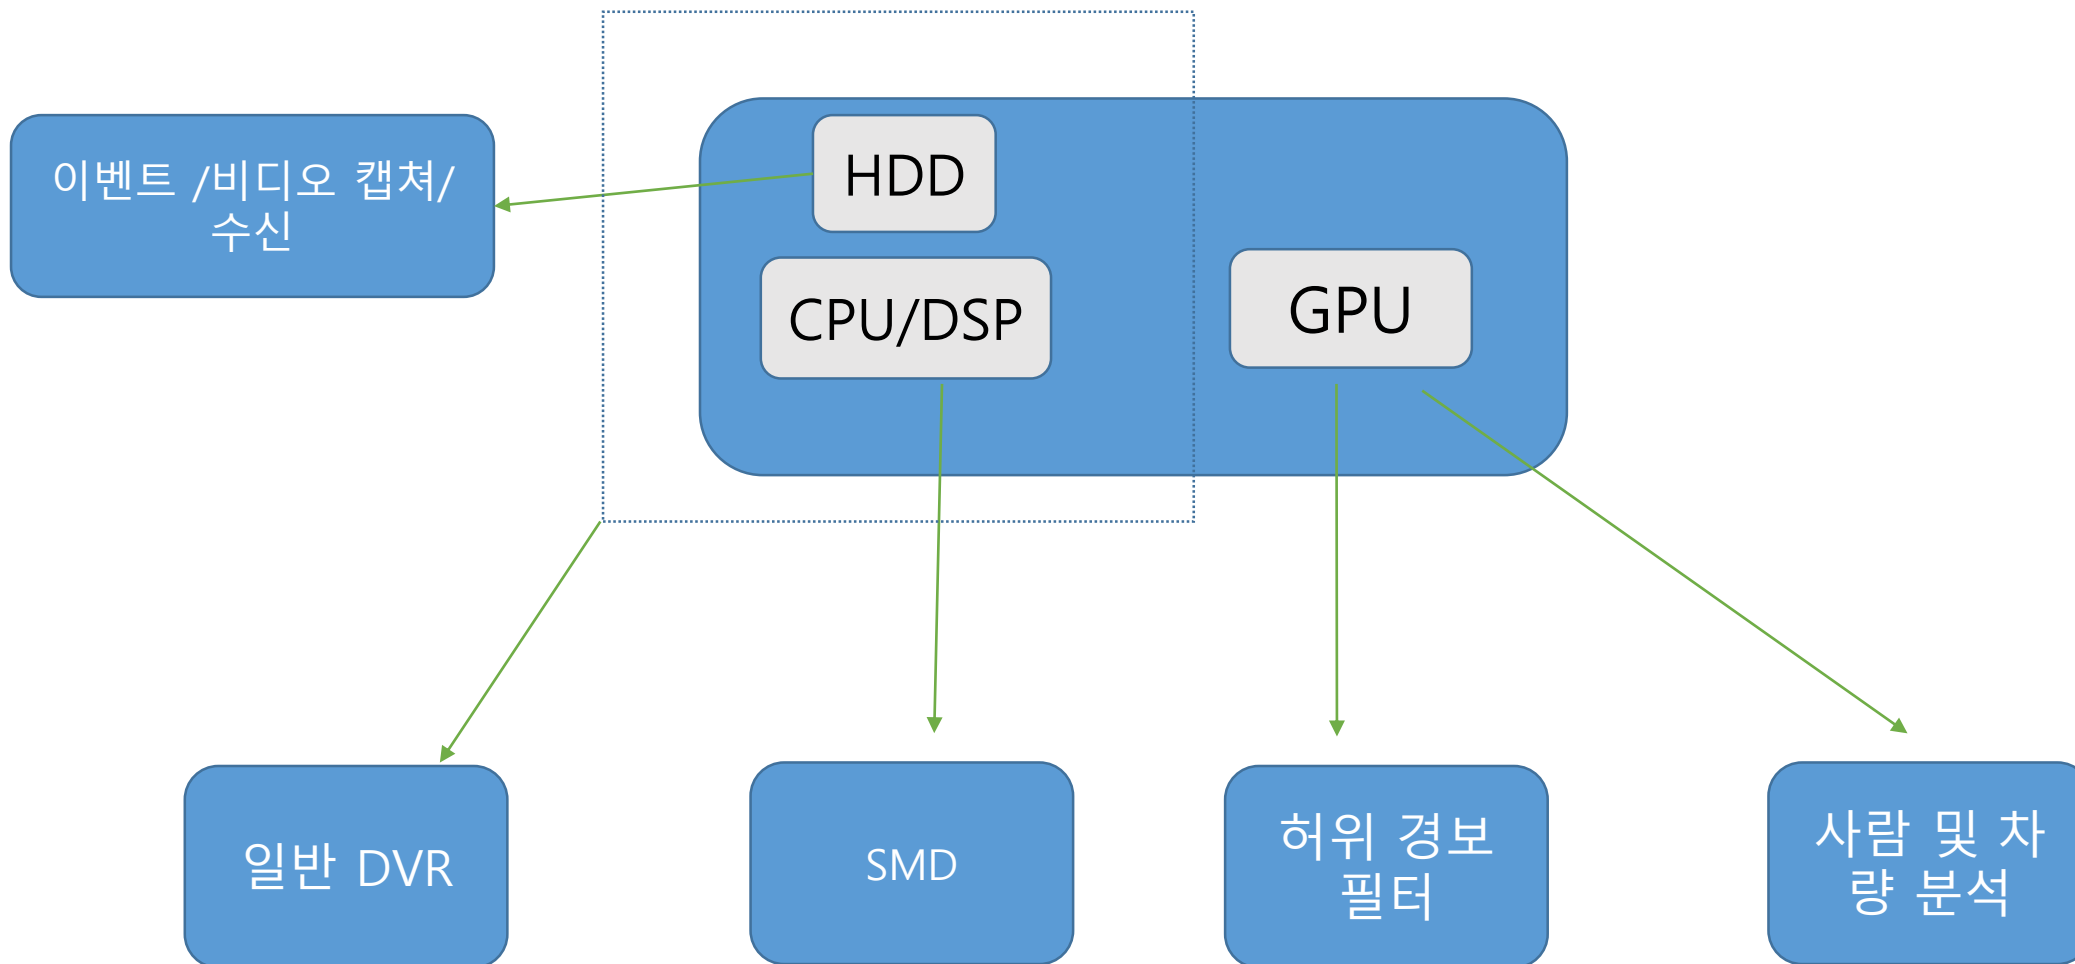 HDD
이벤트 /비디오 캡쳐/
수신
CPU/DSP
GPU
일반 DVR
SMD
허위 경보
필터
사람 및 차
량 분석